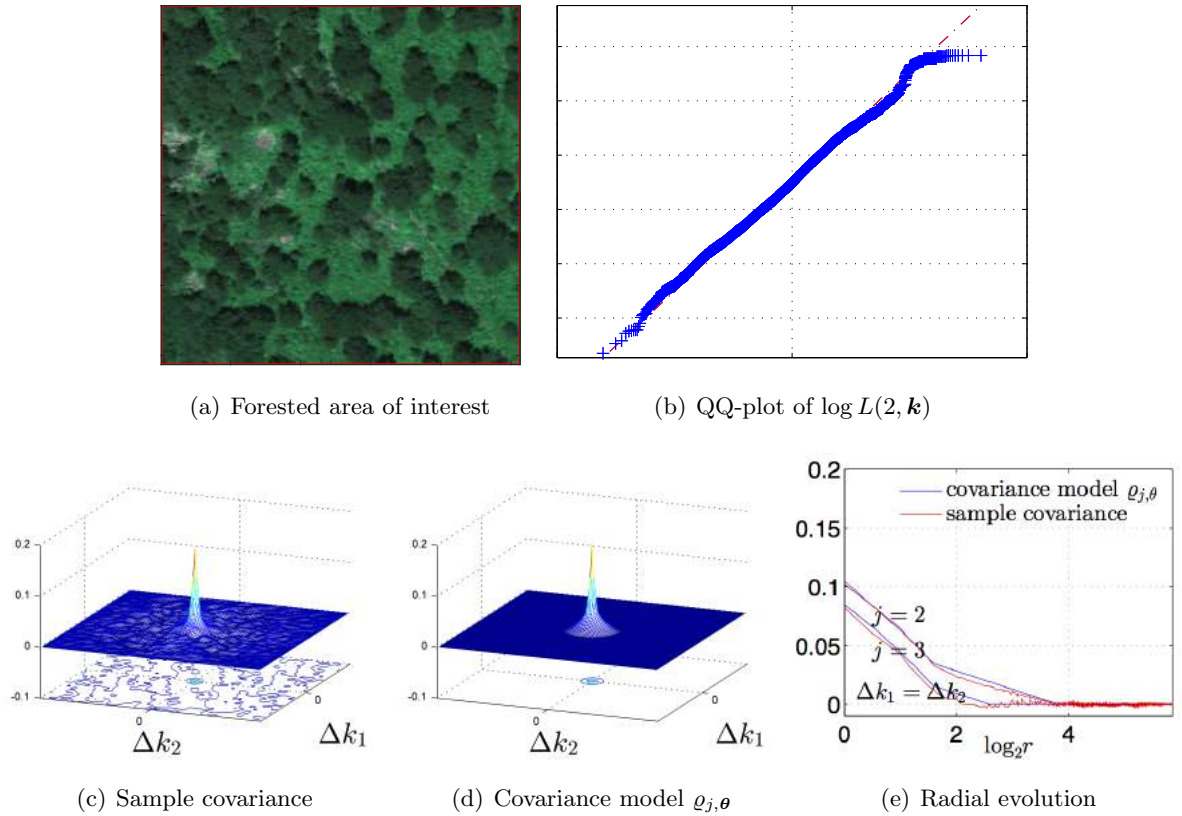 (a) Forested area of interest
(b) QQ-plot of log L(2, k)
0.2
0.1
0
-0.1
0
0
Δk₂
Δk₁
0.2
0.1
0
-0.1
0
0
Δk₂
Δk₁
0.2
0.15
0.1
0.05
0
covariance model ϱj,θ
sample covariance
j = 2
j = 3
Δk₁ = Δk₂
0
2
4
log₂r
(c) Sample covariance
(d) Covariance model ϱj,θ
(e) Radial evolution